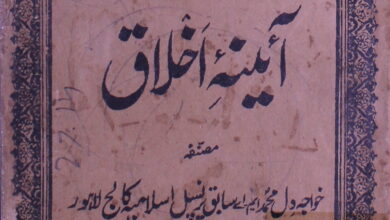 آئینۂ اخلاق
مصنفہ
خواجہ دل محمد ایم اے سابق پرنسپل اسلامیہ کالج لاہور